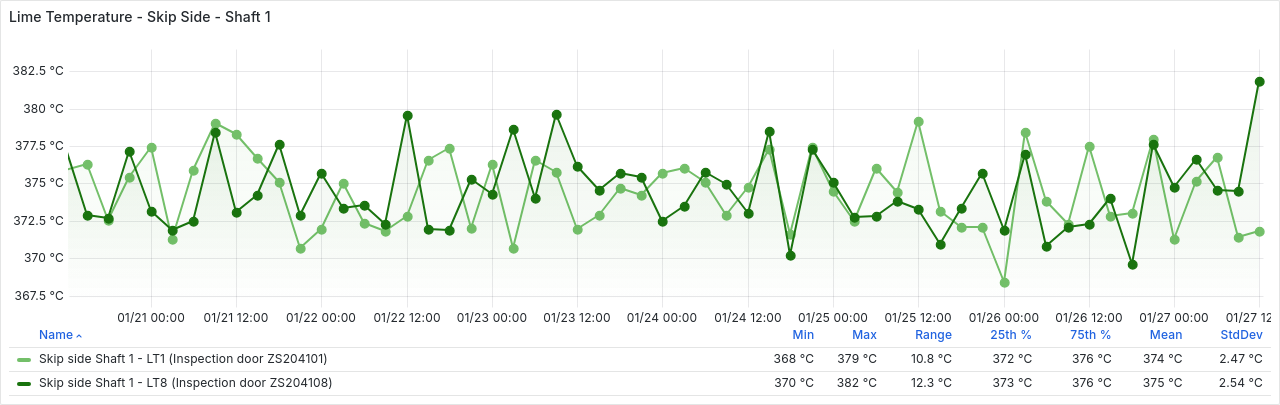 Lime Temperature - Skip Side - Shaft 1
382.5 °C
380 °C
377.5 °C
375 °C
372.5 °C
370 °C
367.5 °C
01/21 00:00 01/21 12:00 01/22 00:00 01/22 12:00 01/23 00:00 01/23 12:00 01/24 00:00 01/24 12:00 01/25 00:00 01/25 12:00 01/26 00:00 01/26 12:00 01/27 00:00 01/27 12
Name Min Max Range 25th % 75th % Mean StdDev
Skip side Shaft 1 - LT1 (Inspection door ZS204101) 368 °C 379 °C 10.8 °C 372 °C 376 °C 374 °C 2.47 °C
Skip side Shaft 1 - LT8 (Inspection door ZS204108) 370 °C 382 °C 12.3 °C 373 °C 376 °C 375 °C 2.54 °C